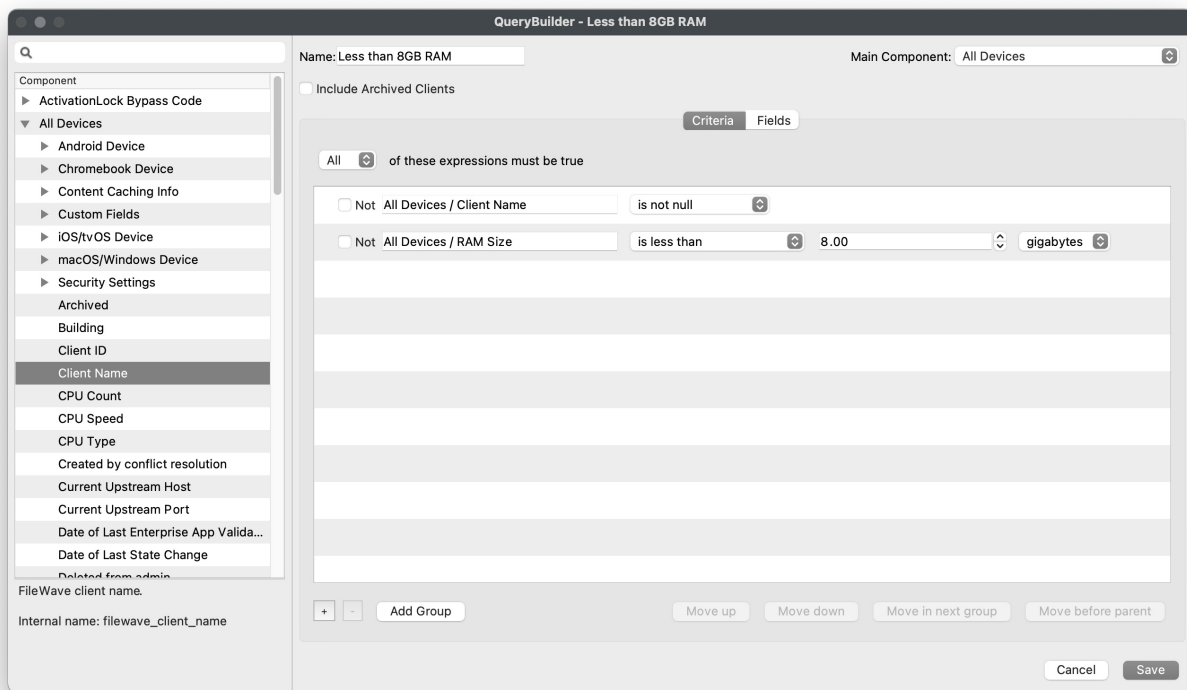 QueryBuilder - Less than 8GB RAM
Component
ActivationLock Bypass Code
All Devices
Android Device
Chromebook Device
Content Caching Info
Custom Fields
iOS/tvOS Device
macOS/Windows Device
Security Settings
Archived
Building
Client ID
Client Name
CPU Count
CPU Speed
CPU Type
Created by conflict resolution
Current Upstream Host
Current Upstream Port
Date of Last Enterprise App Valida...
Date of Last State Change
Deleted from admin
FileWave client name.
Internal name: filewave_client_name
Name: Less than 8GB RAM
Main Component: All Devices
Include Archived Clients
Criteria Fields
All of these expressions must be true
Not All Devices / Client Name is not null
Not All Devices / RAM Size is less than 8.00 gigabytes
+ - Add Group Move up Move down Move in next group Move before parent
Cancel Save